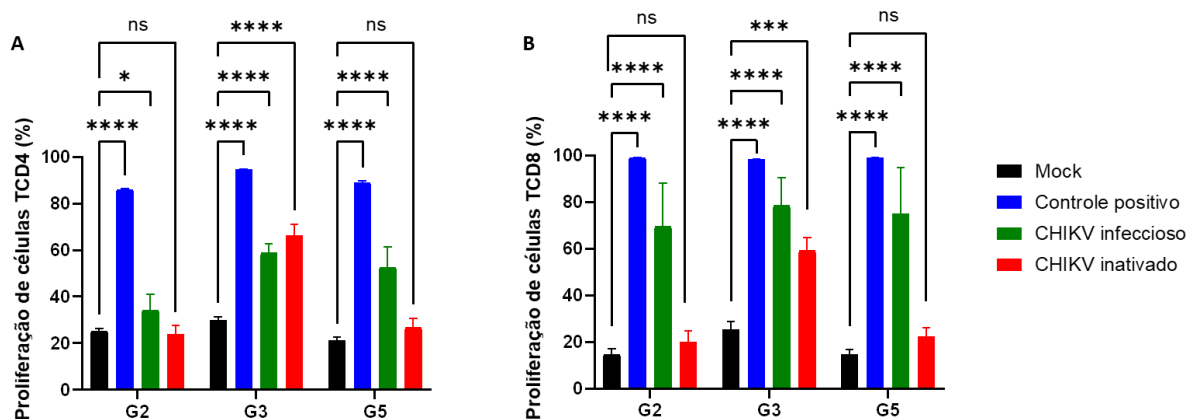 A
Proliferação de células TCD4 (%)
100
80
60
40
20
0
ns
*
****
****
****
****
****
ns
****
****
G2
G3
G5
B
Proliferação de células TCD8 (%)
100
80
60
40
20
0
ns
****
****
***
****
****
ns
****
****
G2
G3
G5
Mock
Controle positivo
CHIKV infeccioso
CHIKV inativado